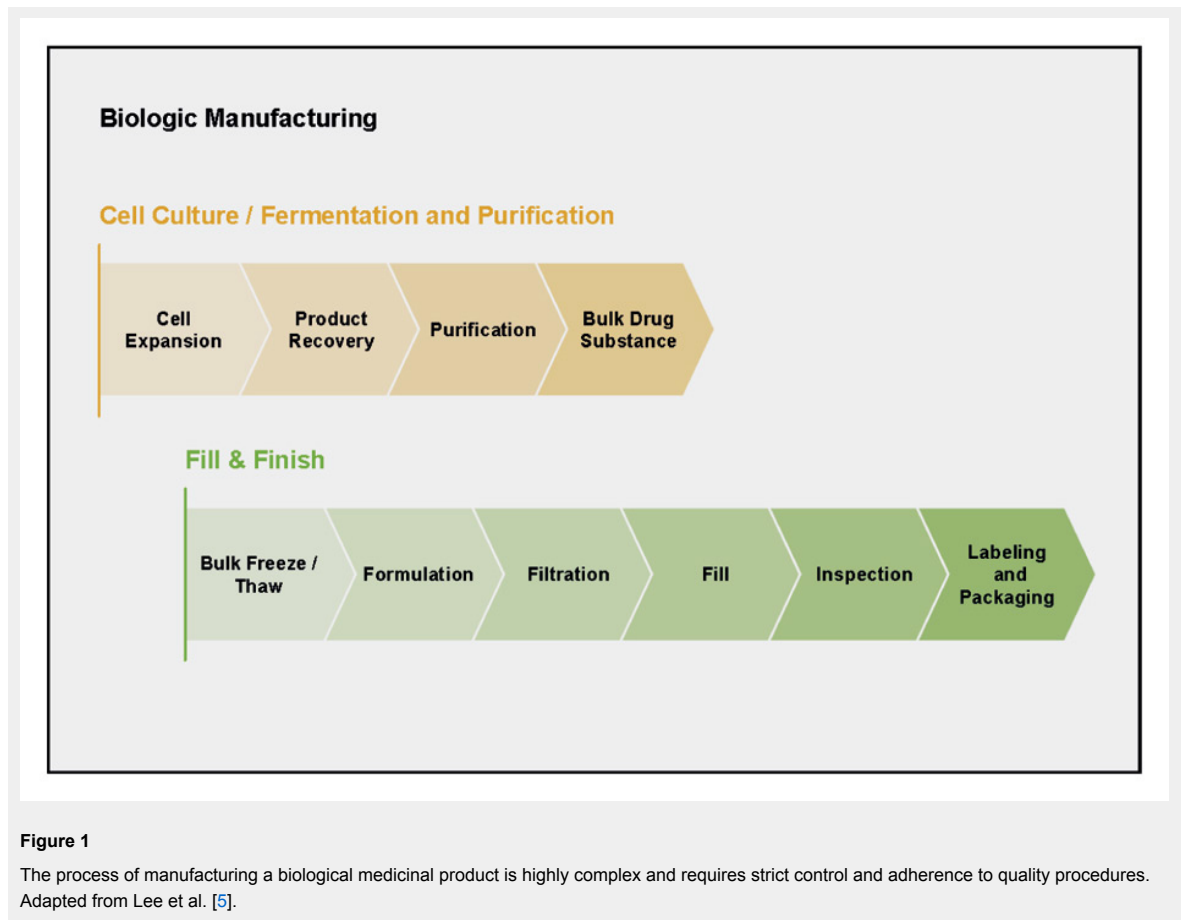 Biologic Manufacturing
Cell Culture / Fermentation and Purification
Cell
Expansion
Product
Recovery
Purification
Bulk Drug
Substance
Fill & Finish
Bulk Freeze /
Thaw
Formulation
Filtration
Fill
Inspection
Labeling
and
Packaging
Figure 1
The process of manufacturing a biological medicinal product is highly complex and requires strict control and adherence to quality procedures.
Adapted from Lee et al. [5].